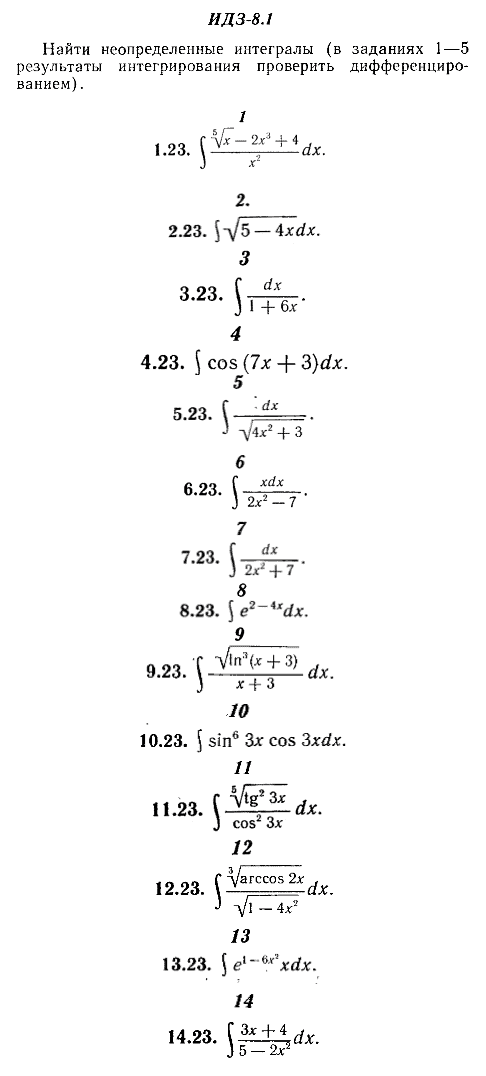 ИДЗ-8.1
Найти неопределенные интегралы (в заданиях 1—5
результаты интегрирования проверить дифференциро-
ванием).
1
1.23. ∫ (⁵√x − 2x³ + 4)/x² dx.
2.
2.23. ∫√(5 − 4x)dx.
3
3.23. ∫ dx/(1 + 6x).
4
4.23. ∫ cos (7x + 3)dx.
5
5.23. ∫ dx/√(4x² + 3).
6
6.23. ∫ xdx/(2x² − 7).
7
7.23. ∫ dx/(2x² + 7).
8
8.23. ∫ e^(2−4x)dx.
9
9.23. ∫ √(ln³(x + 3))/(x + 3) dx.
10
10.23. ∫ sin⁶ 3x cos 3xdx.
11
11.23. ∫ ⁵√(tg² 3x)/(cos² 3x) dx.
12
12.23. ∫ ³√(arccos 2x)/√(1 − 4x²) dx.
13
13.23. ∫ e^(1−6x²)xdx.
14
14.23. ∫ (3x + 4)/(5 − 2x²) dx.